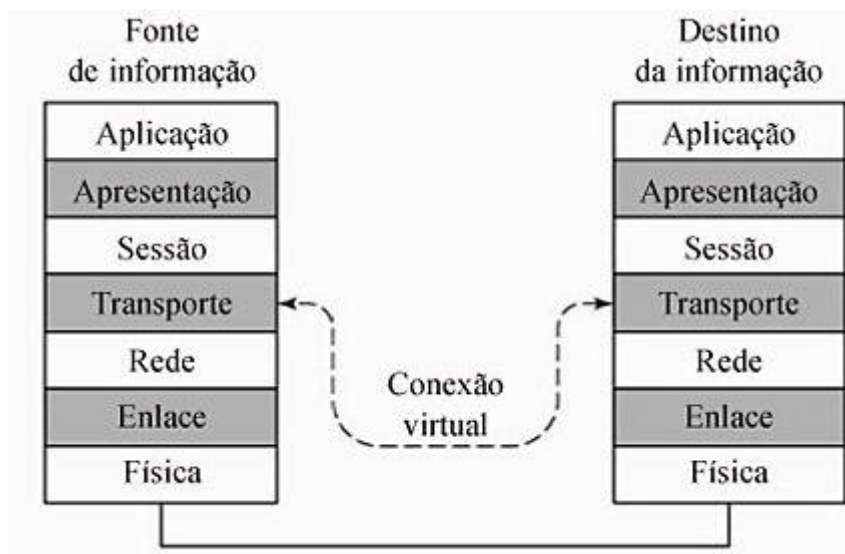 Fonte
de informação
Aplicação
Apresentação
Sessão
Transporte
Rede
Enlace
Física
Conexão
virtual
Destino
da informação
Aplicação
Apresentação
Sessão
Transporte
Rede
Enlace
Física